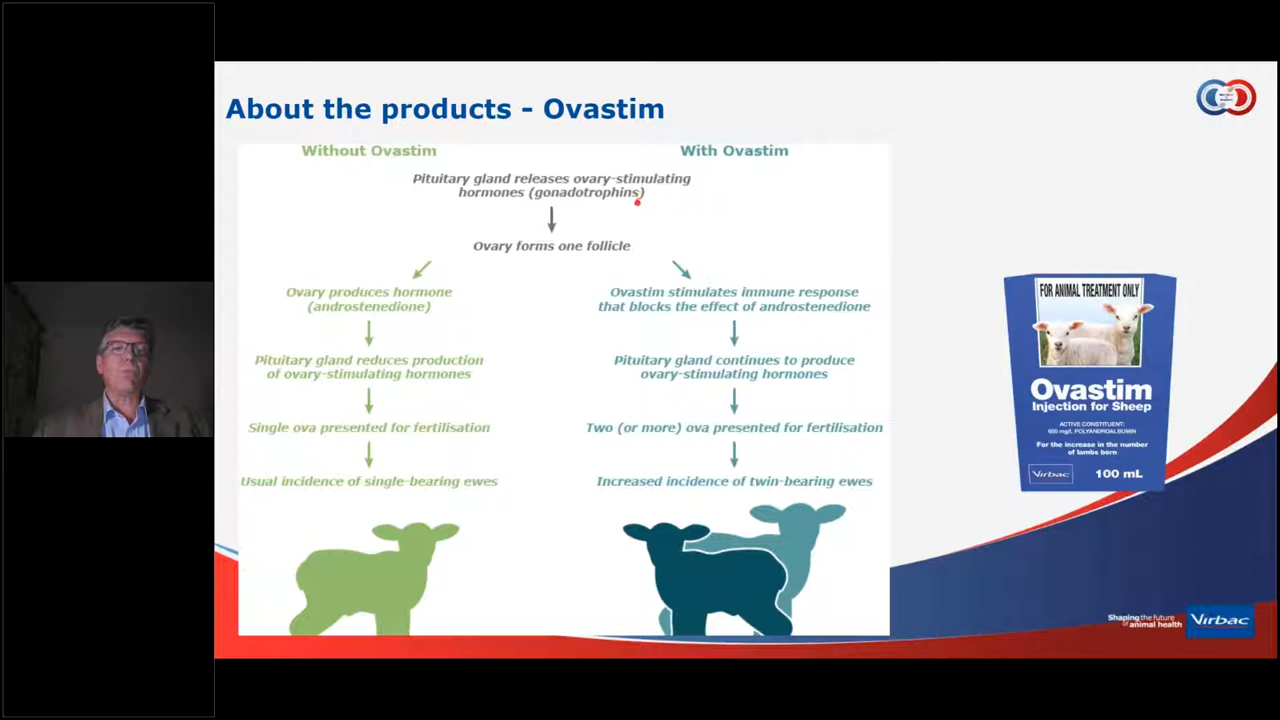 About the products - Ovastim
Without Ovastim
With Ovastim
Pituitary gland releases ovary-stimulating
hormones (gonadotrophins)
Ovary forms one follicle
Ovary produces hormone
(androstenedione)
Pituitary gland reduces production
of ovary-stimulating hormones
Single ova presented for fertilisation
Usual incidence of single-bearing ewes
Ovastim stimulates immune response
that blocks the effect of androstenedione
Pituitary gland continues to produce
ovary-stimulating hormones
Two (or more) ova presented for fertilisation
Increased incidence of twin-bearing ewes
FOR ANIMAL TREATMENT ONLY
Ovastim
Injection for Sheep
ACTIVE CONSTITUENT:
600 mg/L POLYANDROALBUMIN
For the increase in the number
of lambs born
Virbac
100 mL
Shaping the future
of animal health
Virbac